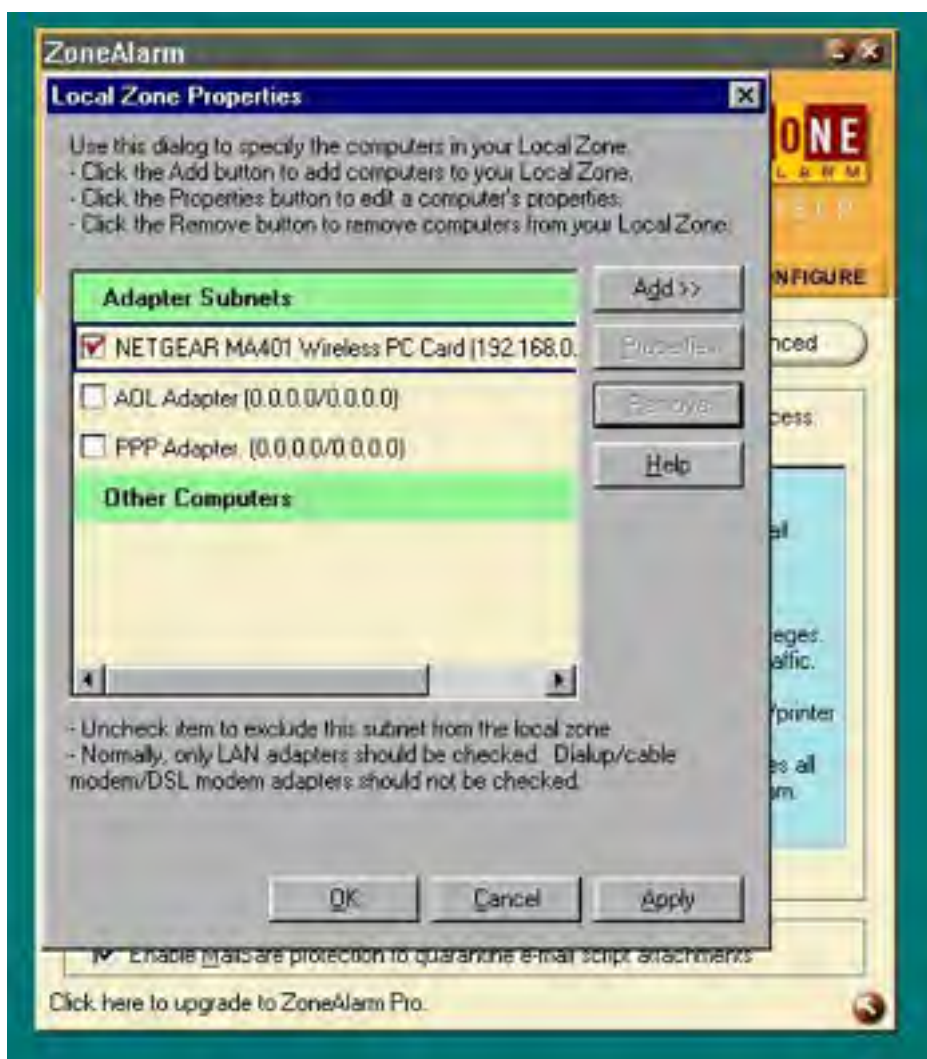 ZoneAlarm
Local Zone Properties
Use this dialog to specify the computers in your Local Zone.
- Click the Add button to add computers to your Local Zone.
- Click the Properties button to edit a computer's properties.
- Click the Remove button to remove computers from your Local Zone.
ONE
LARM
HELP
NFIGURE
Adapter Subnets
Add >>
NETGEAR MA401 Wireless PC Card (192.168.0.
Properties
nced
AOL Adapter (0.0.0.0/0.0.0.0)
Remove
cess
PPP Adapter. (0.0.0.0/0.0.0.0)
Help
Other Computers
all
eges.
affic.
/printer
es all
am.
- Uncheck item to exclude this subnet from the local zone
- Normally, only LAN adapters should be checked. Dialup/cable
modem/DSL modem adapters should not be checked.
OK
Cancel
Apply
Enable MailSafe protection to quarantine e-mail script attachments
Click here to upgrade to ZoneAlarm Pro.